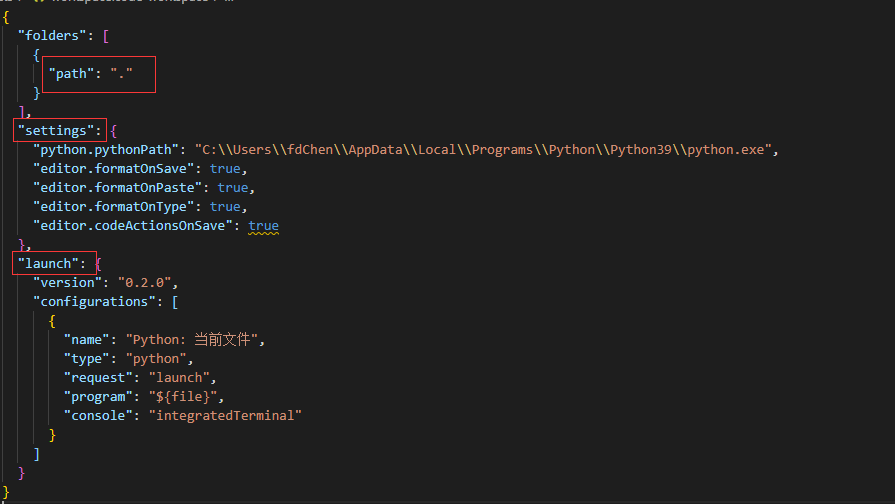 {
"folders": [
{
"path": "."
}
],
"settings": {
"python.pythonPath": "C:\\Users\\fdChen\\AppData\\Local\\Programs\\Python\\Python39\\python.exe",
"editor.formatOnSave": true,
"editor.formatOnPaste": true,
"editor.formatOnType": true,
"editor.codeActionsOnSave": true
},
"launch": {
"version": "0.2.0",
"configurations": [
{
"name": "Python: 当前文件",
"type": "python",
"request": "launch",
"program": "${file}",
"console": "integratedTerminal"
}
]
}
}